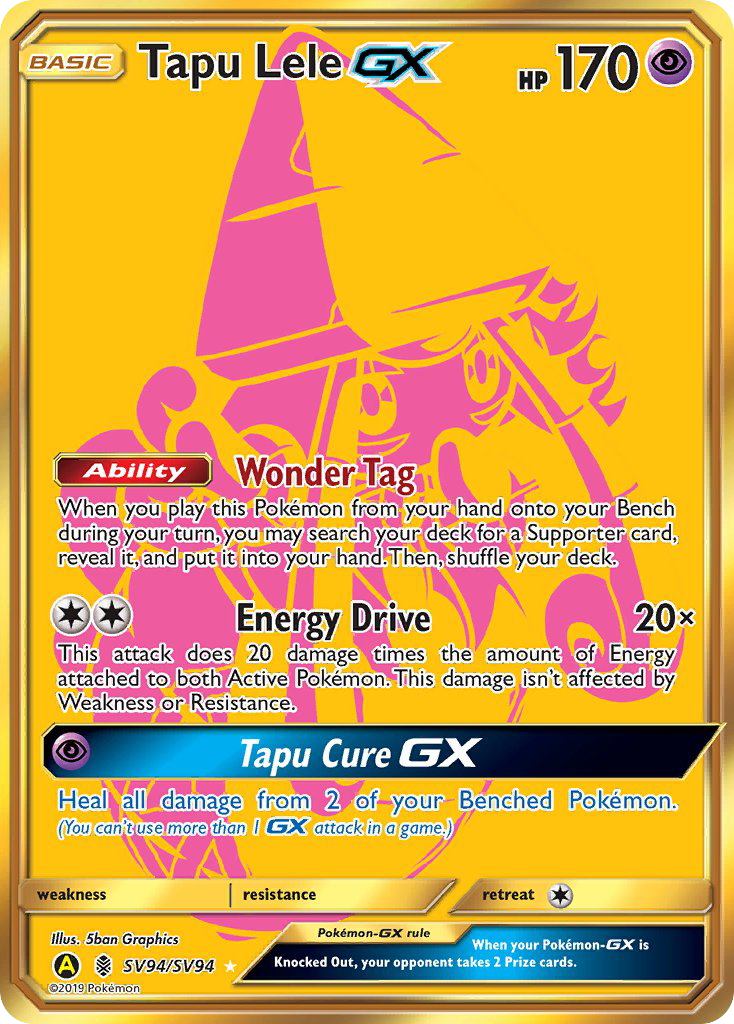 BASIC Tapu Lele GX HP 170
Ability Wonder Tag
When you play this Pokémon from your hand onto your Bench
during your turn, you may search your deck for a Supporter card,
reveal it, and put it into your hand. Then, shuffle your deck.
Energy Drive 20×
This attack does 20 damage times the amount of Energy
attached to both Active Pokémon. This damage isn't affected by
Weakness or Resistance.
Tapu Cure GX
Heal all damage from 2 of your Benched Pokémon.
(You can't use more than 1 GX attack in a game.)
weakness resistance retreat
Illus. 5ban Graphics
A SV94/SV94
©2019 Pokémon
Pokémon-GX rule
When your Pokémon-GX is
Knocked Out, your opponent takes 2 Prize cards.